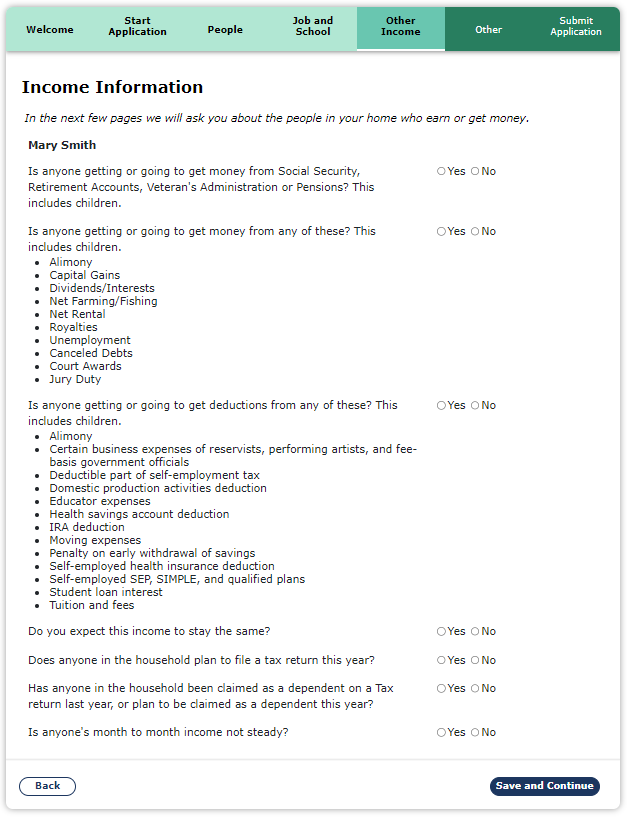 Welcome
Start
Application
People
Job and
School
Other
Income
Other
Submit
Application
Income Information
In the next few pages we will ask you about the people in your home who earn or get money.
Mary Smith
Is anyone getting or going to get money from Social Security, Yes No
Retirement Accounts, Veteran's Administration or Pensions? This
includes children.
Is anyone getting or going to get money from any of these? This Yes No
includes children.
• Alimony
• Capital Gains
• Dividends/Interests
• Net Farming/Fishing
• Net Rental
• Royalties
• Unemployment
• Canceled Debts
• Court Awards
• Jury Duty
Is anyone getting or going to get deductions from any of these? This Yes No
includes children.
• Alimony
• Certain business expenses of reservists, performing artists, and fee-
basis government officials
• Deductible part of self-employment tax
• Domestic production activities deduction
• Educator expenses
• Health savings account deduction
• IRA deduction
• Moving expenses
• Penalty on early withdrawal of savings
• Self-employed health insurance deduction
• Self-employed SEP, SIMPLE, and qualified plans
• Student loan interest
• Tuition and fees
Do you expect this income to stay the same? Yes No
Does anyone in the household plan to file a tax return this year? Yes No
Has anyone in the household been claimed as a dependent on a Tax Yes No
return last year, or plan to be claimed as a dependent this year?
Is anyone's month to month income not steady? Yes No
Back
Save and Continue